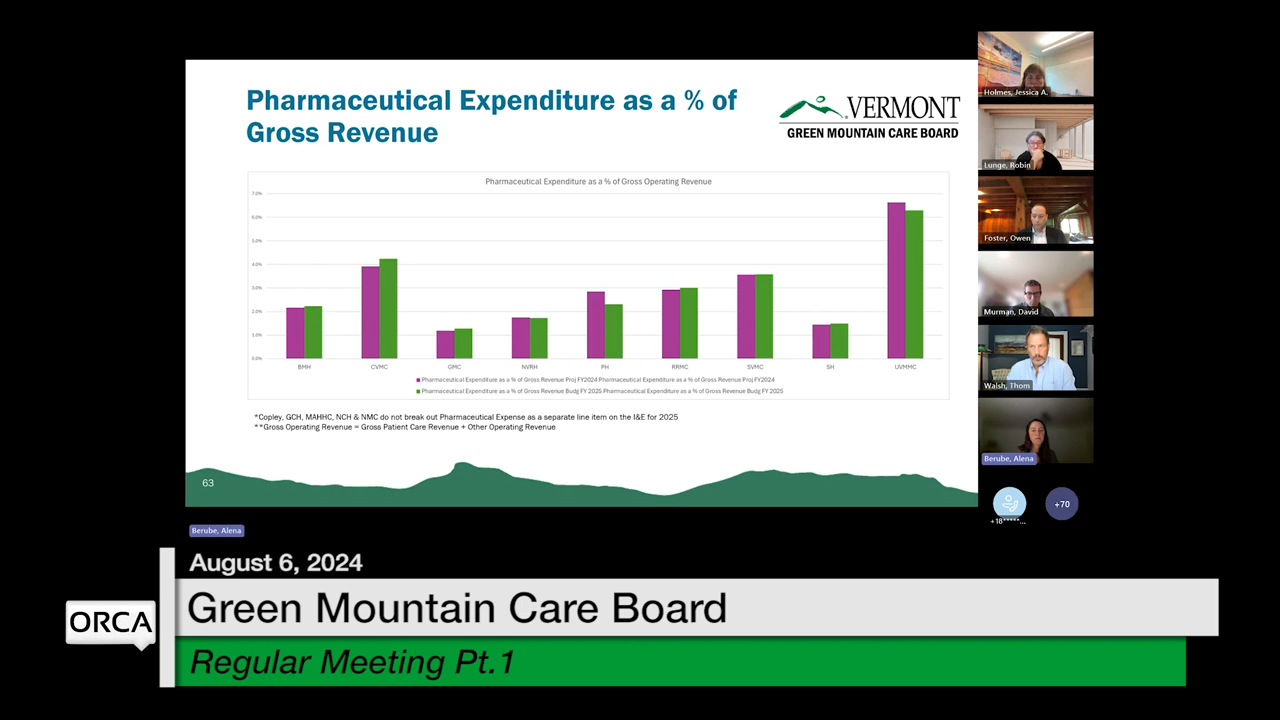 Pharmaceutical Expenditure as a % of
Gross Revenue
VERMONT
GREEN MOUNTAIN CARE BOARD
Pharmaceutical Expenditure as a % of Gross Operating Revenue
7.0%
6.0%
5.0%
4.0%
3.0%
2.0%
1.0%
0.0%
BMH CVMC GMC NVRH PH RRMC SVMC SH UVMMC
Pharmaceutical Expenditure as a % of Gross Revenue Proj FY2024 Pharmaceutical Expenditure as a % of Gross Revenue Proj FY2024
Pharmaceutical Expenditure as a % of Gross Revenue Budg FY 2025 Pharmaceutical Expenditure as a % of Gross Revenue Budg FY 2025
*Copley, GCH, MAHHC, NCH & NMC do not break out Pharmaceutical Expense as a separate line item on the I&E for 2025
**Gross Operating Revenue = Gross Patient Care Revenue + Other Operating Revenue
63
Holmes, Jessica A.
Lunge, Robin
Foster, Owen
Murman, David
Walsh, Thom
Berube, Alena
+18*****...
+70
Berube, Alena
August 6, 2024
ORCA
Green Mountain Care Board
Regular Meeting Pt.1